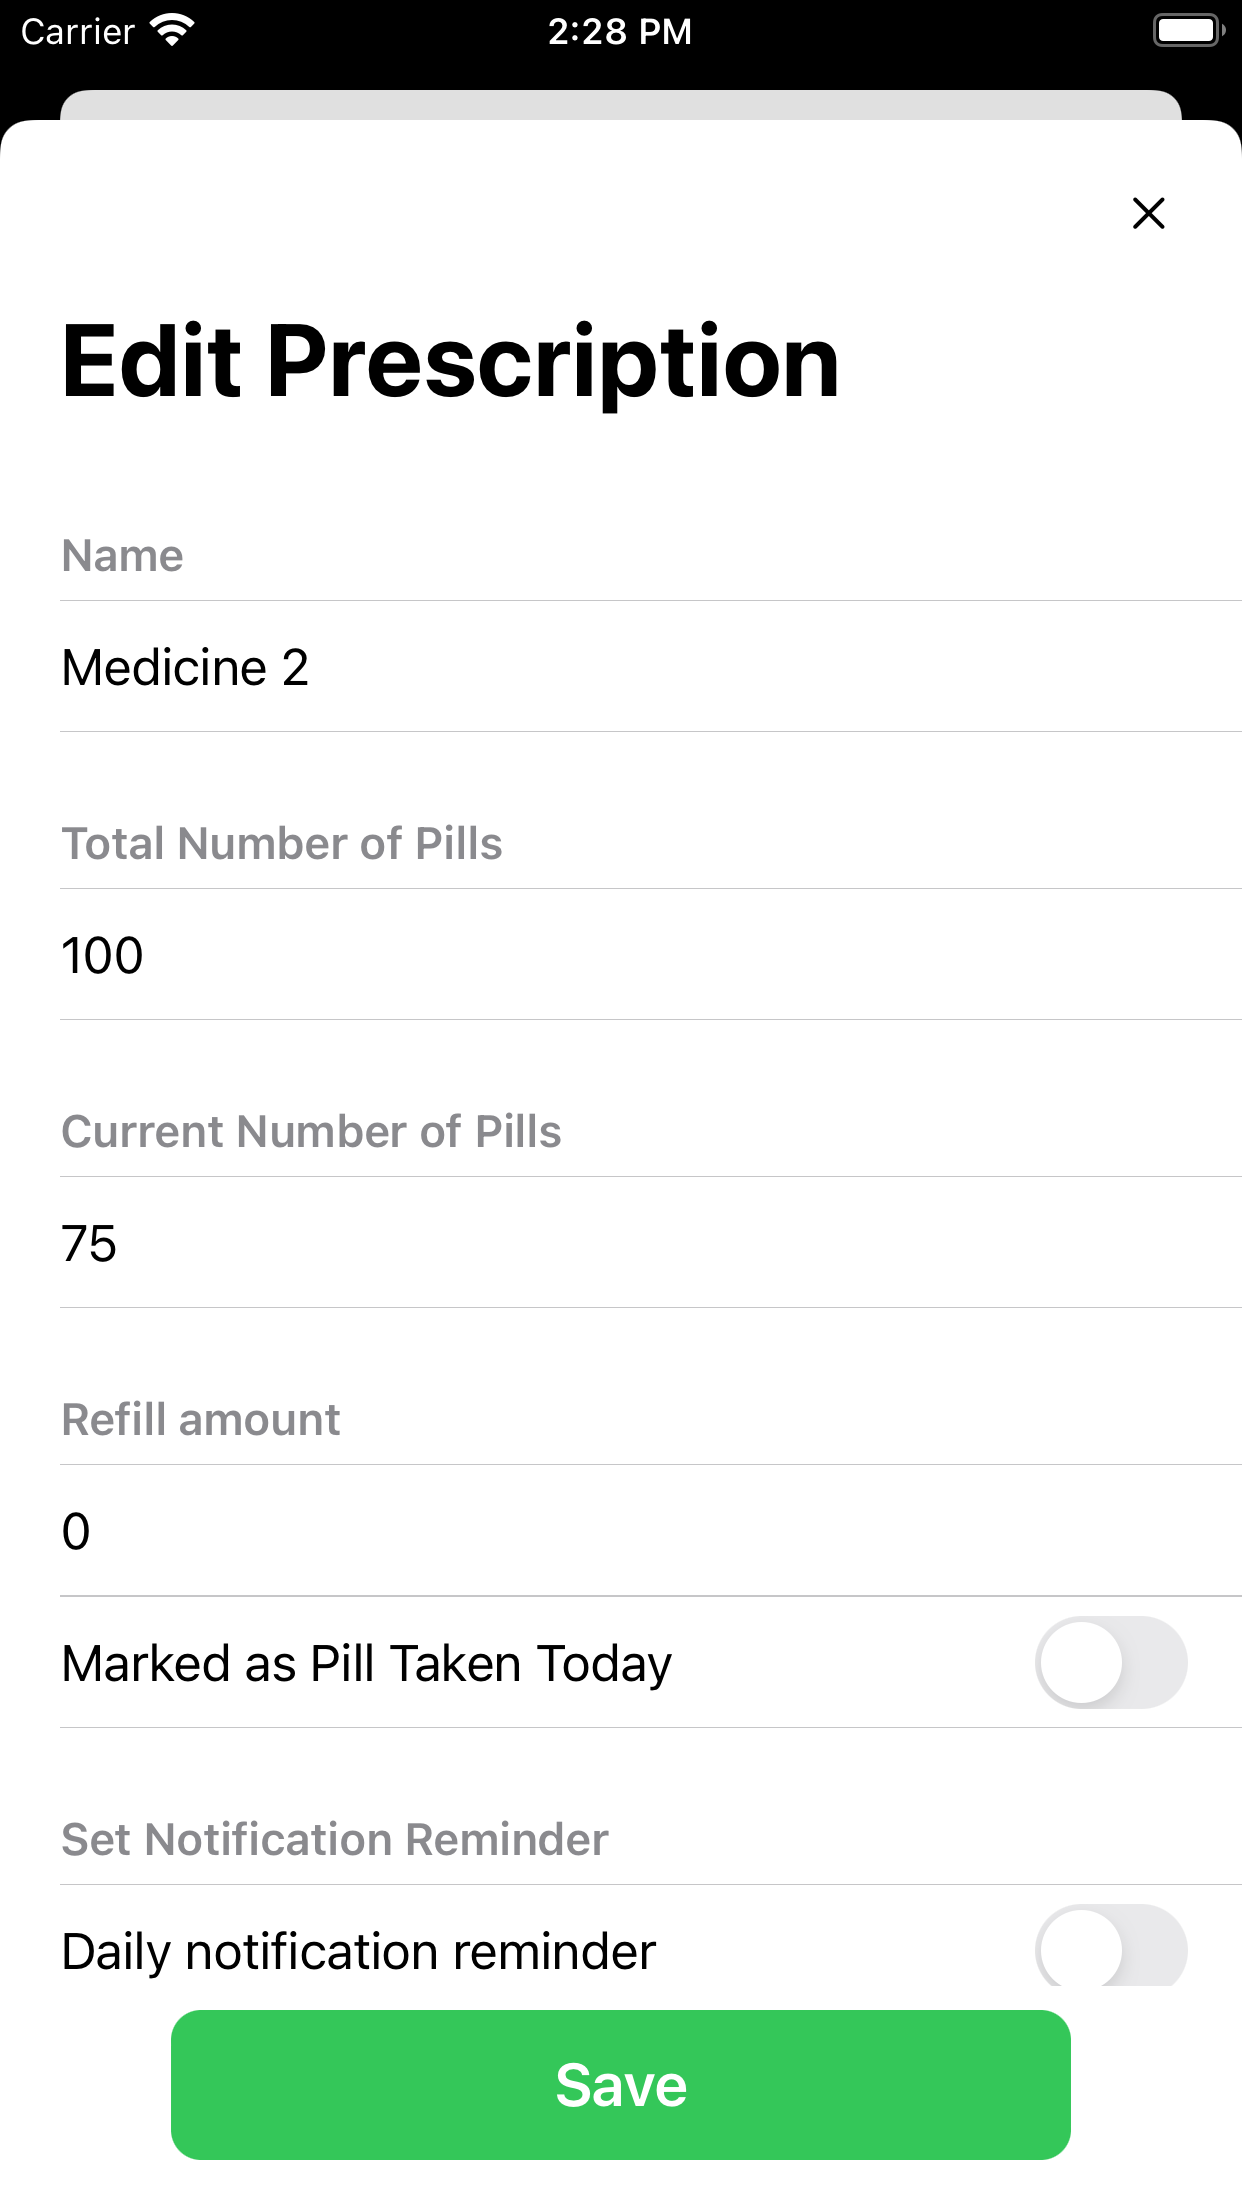 Carrier 2:28 PM
Edit Prescription
Name
Medicine 2
Total Number of Pills
100
Current Number of Pills
75
Refill amount
0
Marked as Pill Taken Today
Set Notification Reminder
Daily notification reminder
Save